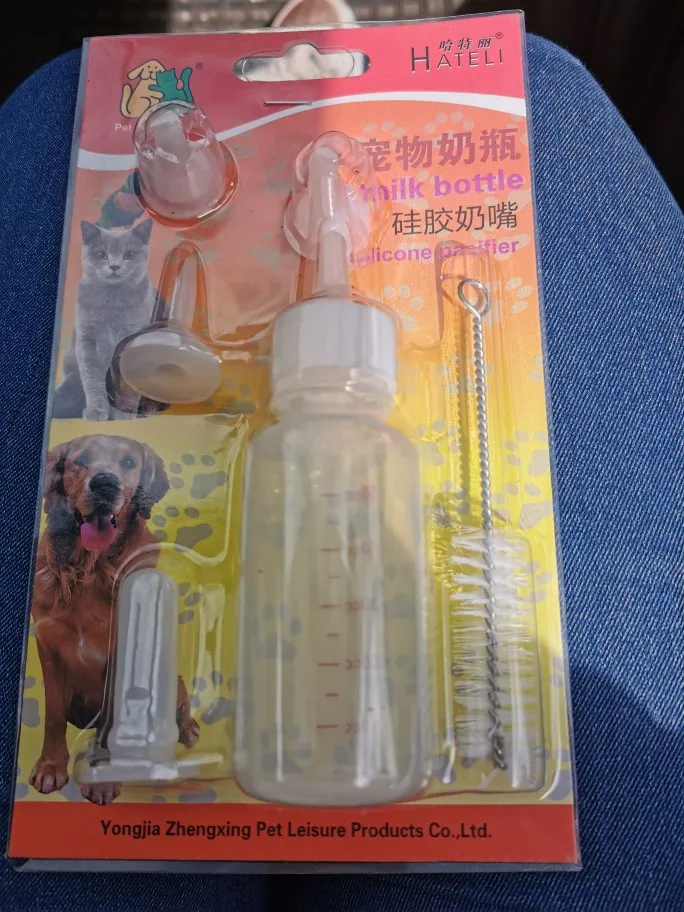 哈特丽®
HATELI
®
Pet
宠物奶瓶
milk bottle
硅胶奶嘴
silicone pacifier
Yongjia Zhengxing Pet Leisure Products Co.,Ltd.